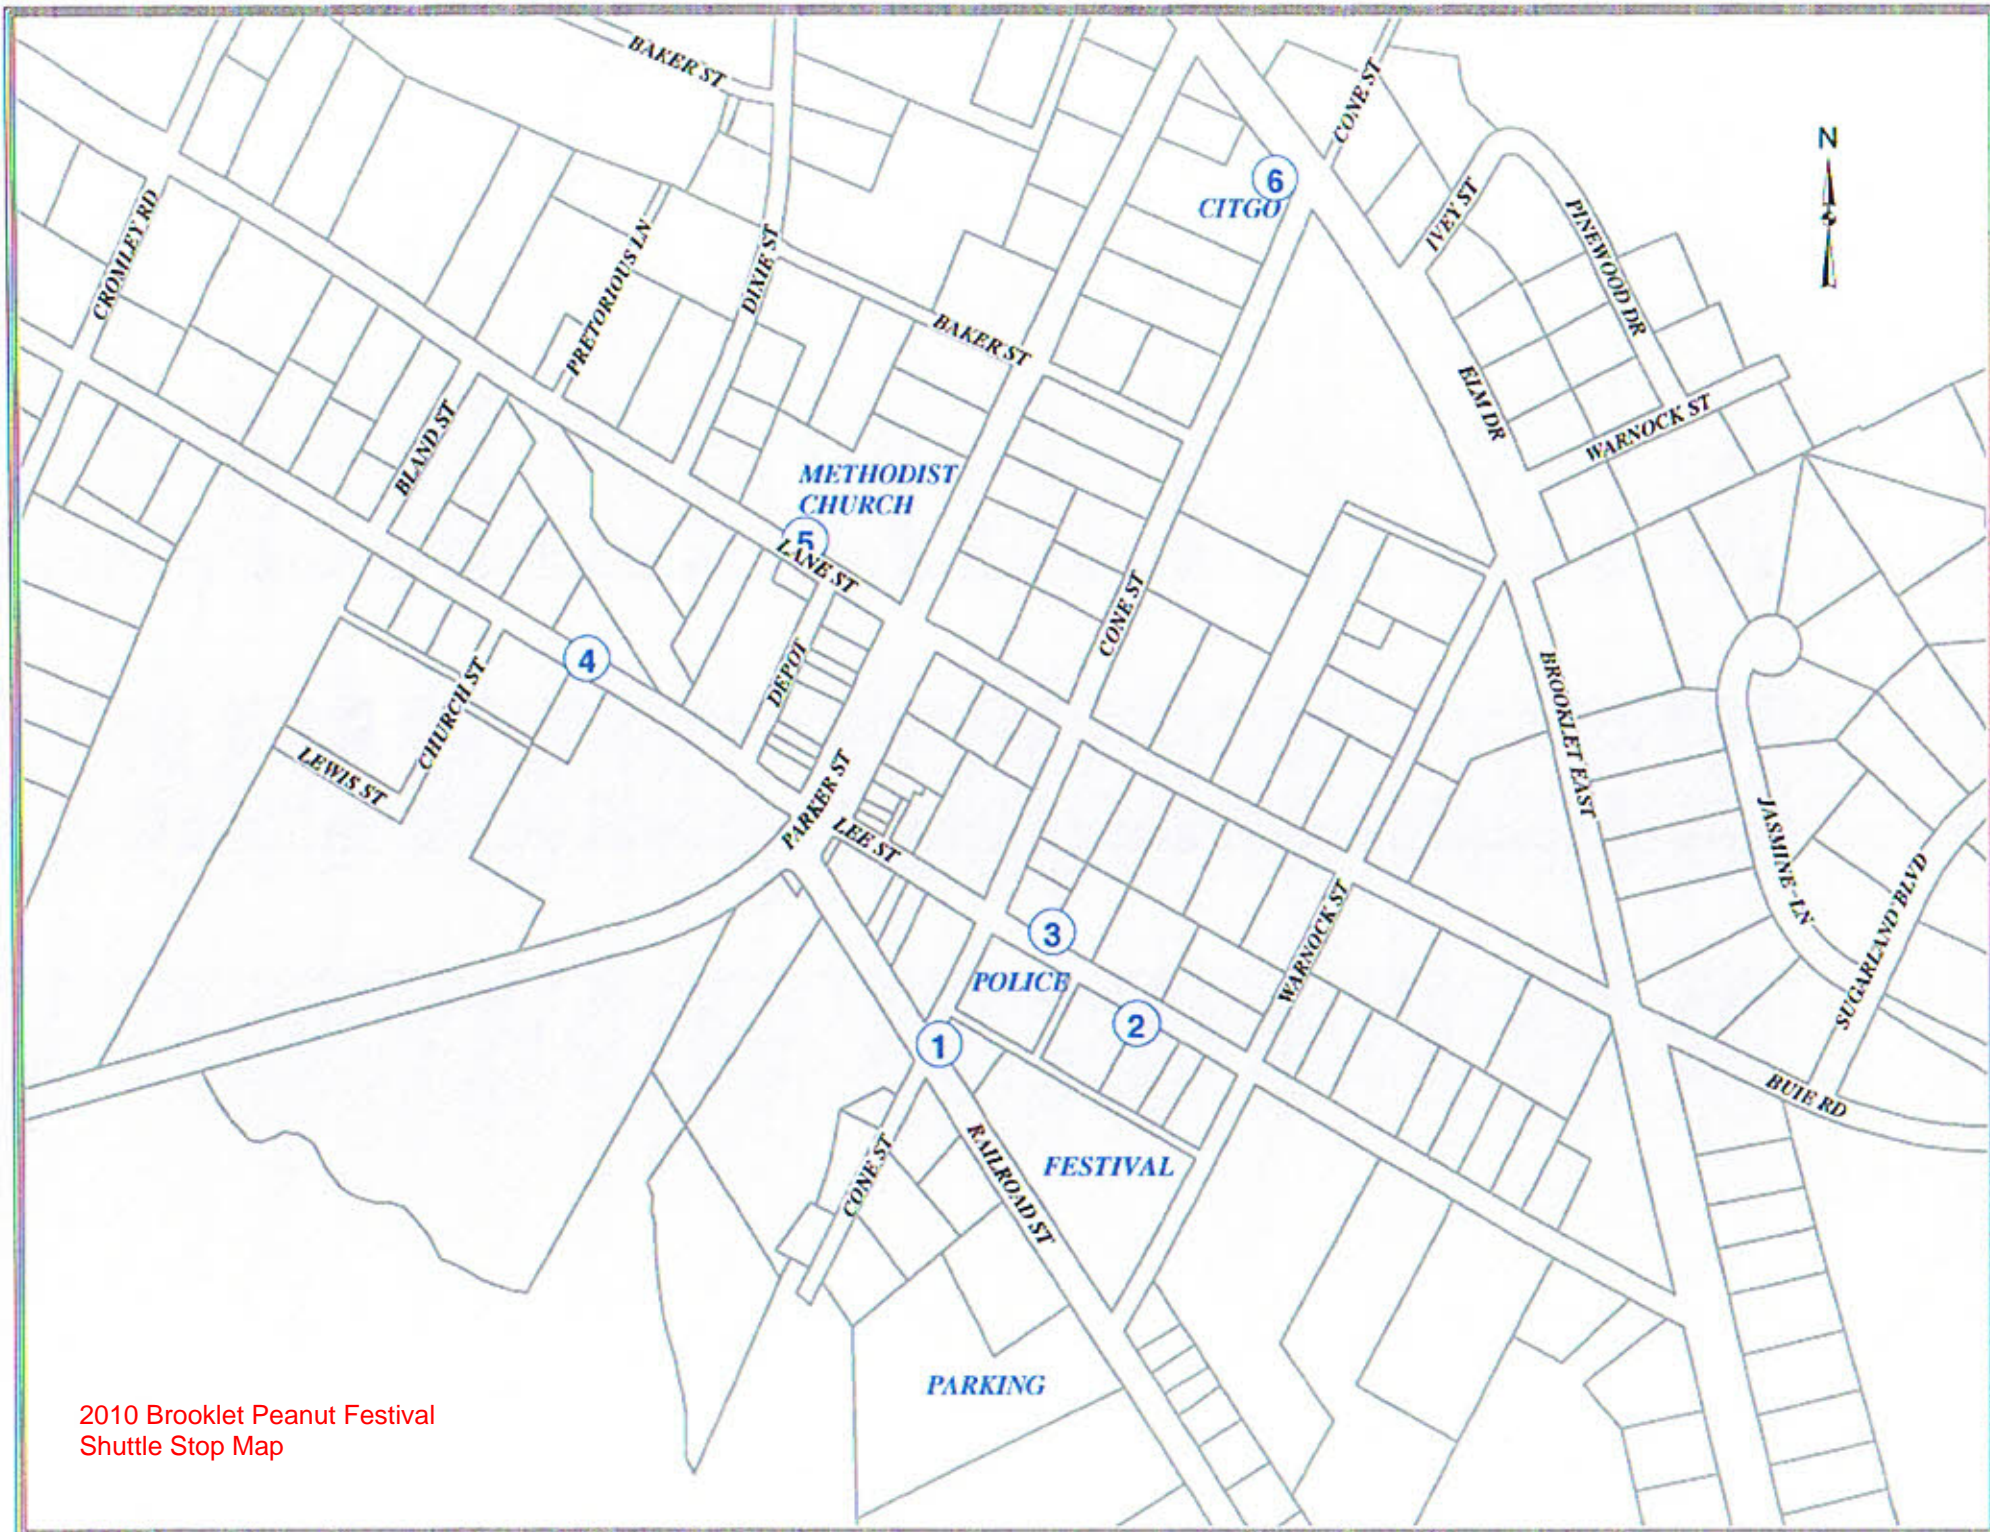 BAKER ST
CONE ST
N
6
CITGO
CROMLEY RD
PRETORIOUS LN
DIXIE ST
IVEY ST
PINEWOOD DR
BAKER ST
BLAND ST
ELM DR
WARNOCK ST
METHODIST
CHURCH
5
LANE ST
CONE ST
4
CHURCH ST
DEPOT
LEWIS ST
PARKER ST
LEE ST
BROOKLET EAST
JASMINE LN
SUGARLAND BLVD
3
POLICE
WARNOCK ST
2
1
BUIE RD
CONE ST
RAILROAD ST
FESTIVAL
PARKING
2010 Brooklet Peanut Festival
Shuttle Stop Map